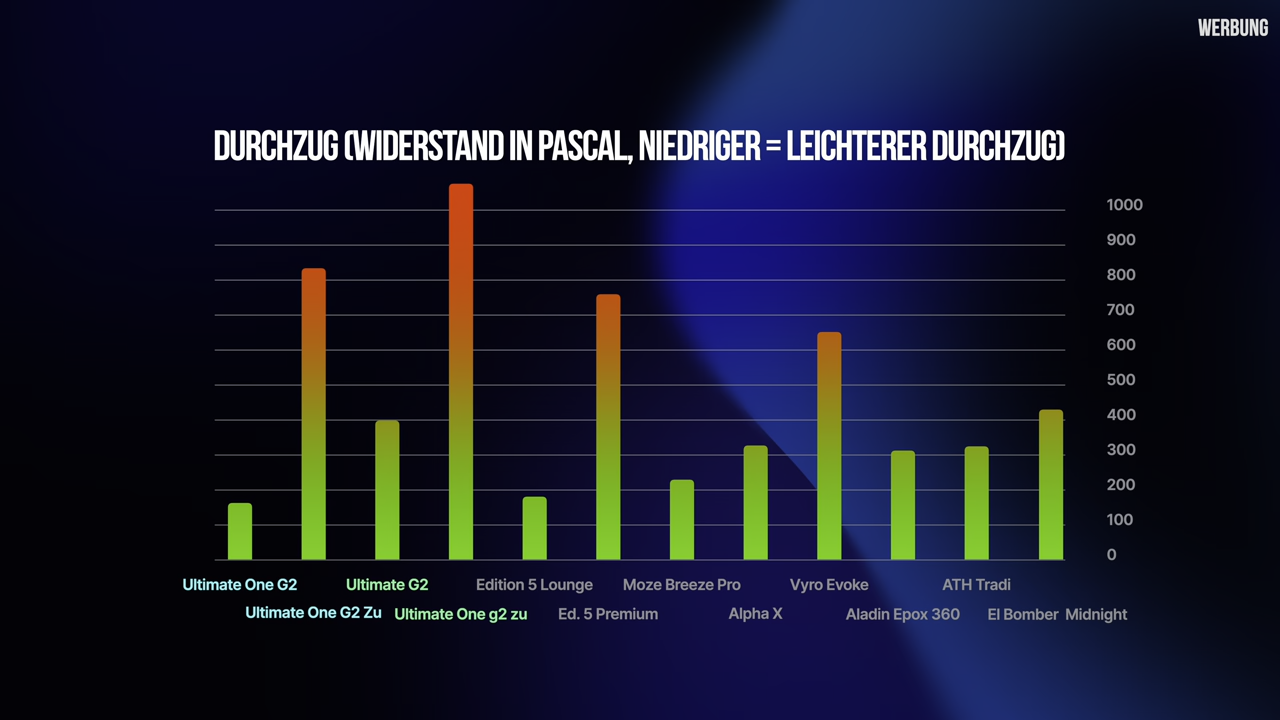 WERBUNG
DURCHZUG (WIDERSTAND IN PASCAL, NIEDRIGER = LEICHTERER DURCHZUG)
1000
900
800
700
600
500
400
300
200
100
0
Ultimate One G2 Ultimate G2 Edition 5 Lounge Moze Breeze Pro Vyro Evoke ATH Tradi
Ultimate One G2 Zu Ultimate One g2 zu Ed. 5 Premium Alpha X Aladin Epox 360 El Bomber Midnight